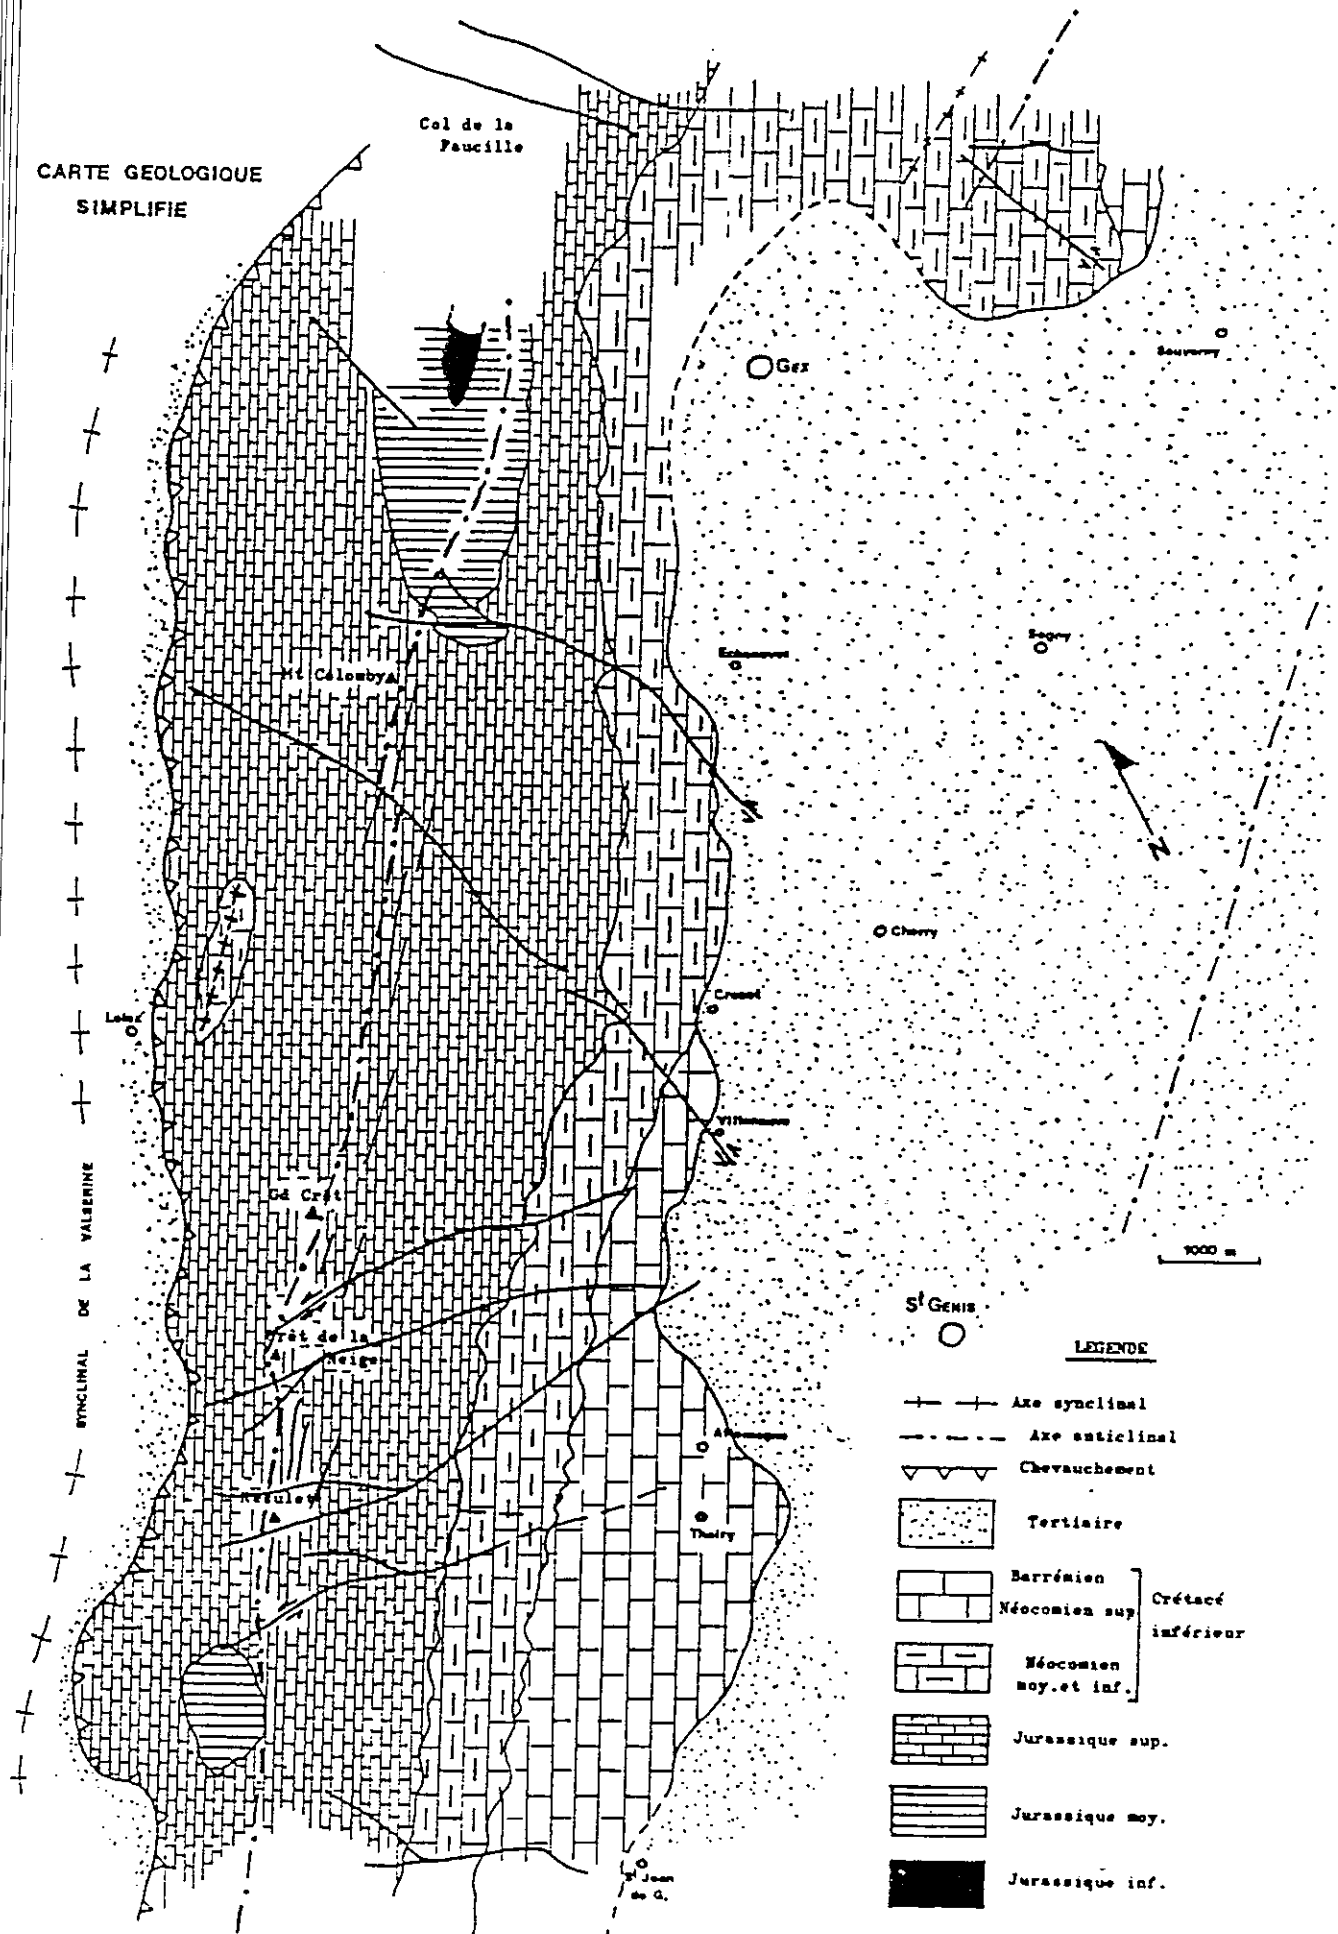 CARTE GEOLOGIQUE
SIMPLIFIE
Col de la
Faucille
GEX
Sauverny
Echenevex
Segny
Mt Colomby
N
Chevry
Crozet
Lelex
Villeneuve
Gd Crêt
1000 m
St GENIS
Crêt de la
Neige
SYNCLINAL DE LA VALSERINE
Allemogne
Reculet
Thoiry
St Jean
de G.
LEGENDE
Axe synclinal
Axe anticlinal
Chevauchement
Tertiaire
Barrémien
Néocomien sup
Crétacé
inférieur
Néocomien
moy.et inf.
Jurassique sup.
Jurassique moy.
Jurassique inf.